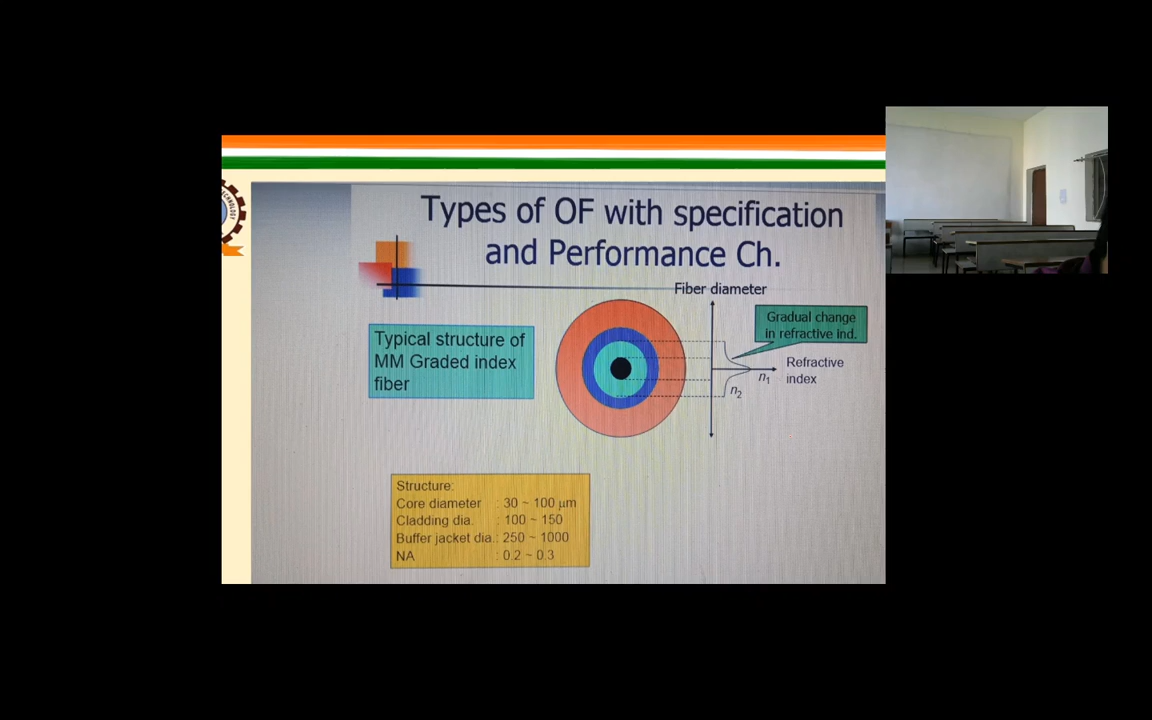 TECHNOLOGY
Types of OF with specification
and Performance Ch.
Fiber diameter
Gradual change
in refractive ind.
Typical structure of
MM Graded index
fiber
Refractive
index
n1
n2
Structure:
Core diameter : 30 ~ 100 μm
Cladding dia. : 100 ~ 150
Buffer jacket dia.: 250 ~ 1000
NA : 0.2 ~ 0.3